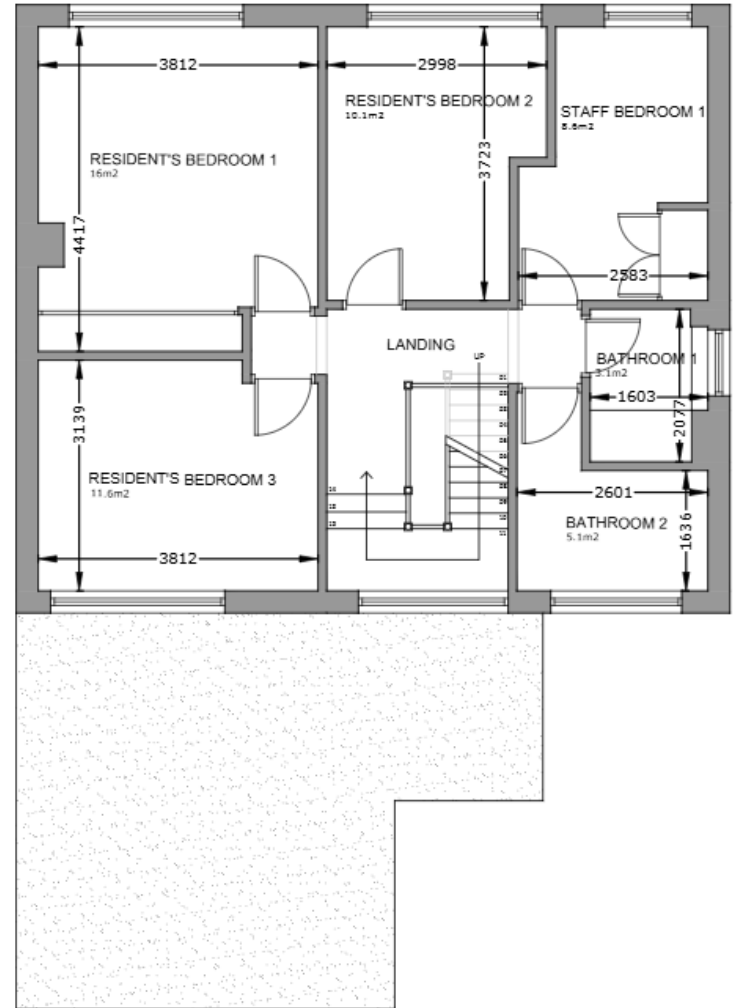 3812
2998
RESIDENT'S BEDROOM 2
10.1m2
STAFF BEDROOM 1
8.6m2
3723
RESIDENT'S BEDROOM 1
16m2
4417
2583
LANDING
UP
BATHROOM 1
3.1m2
1603
2077
3139
RESIDENT'S BEDROOM 3
11.6m2
2601
BATHROOM 2
5.1m2
1636
3812